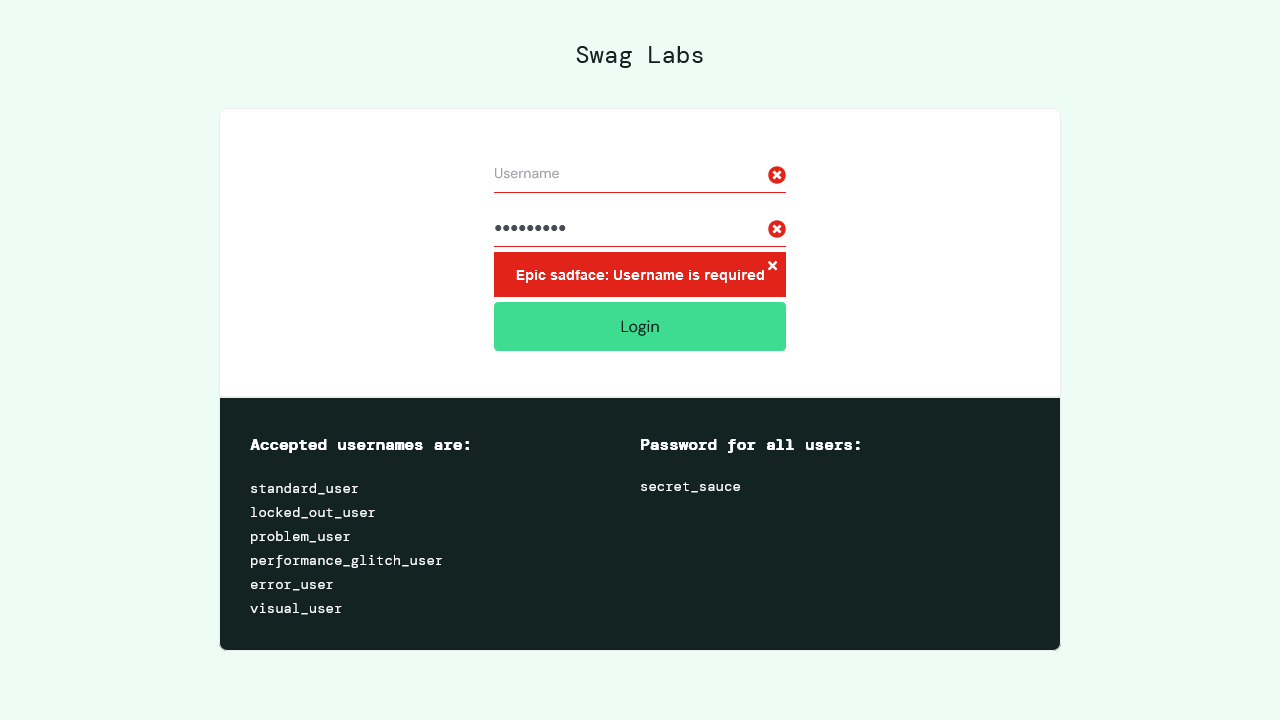 Swag Labs
Username
•••••••••
Epic sadface: Username is required
Login
Accepted usernames are:
standard_user
locked_out_user
problem_user
performance_glitch_user
error_user
visual_user
Password for all users:
secret_sauce